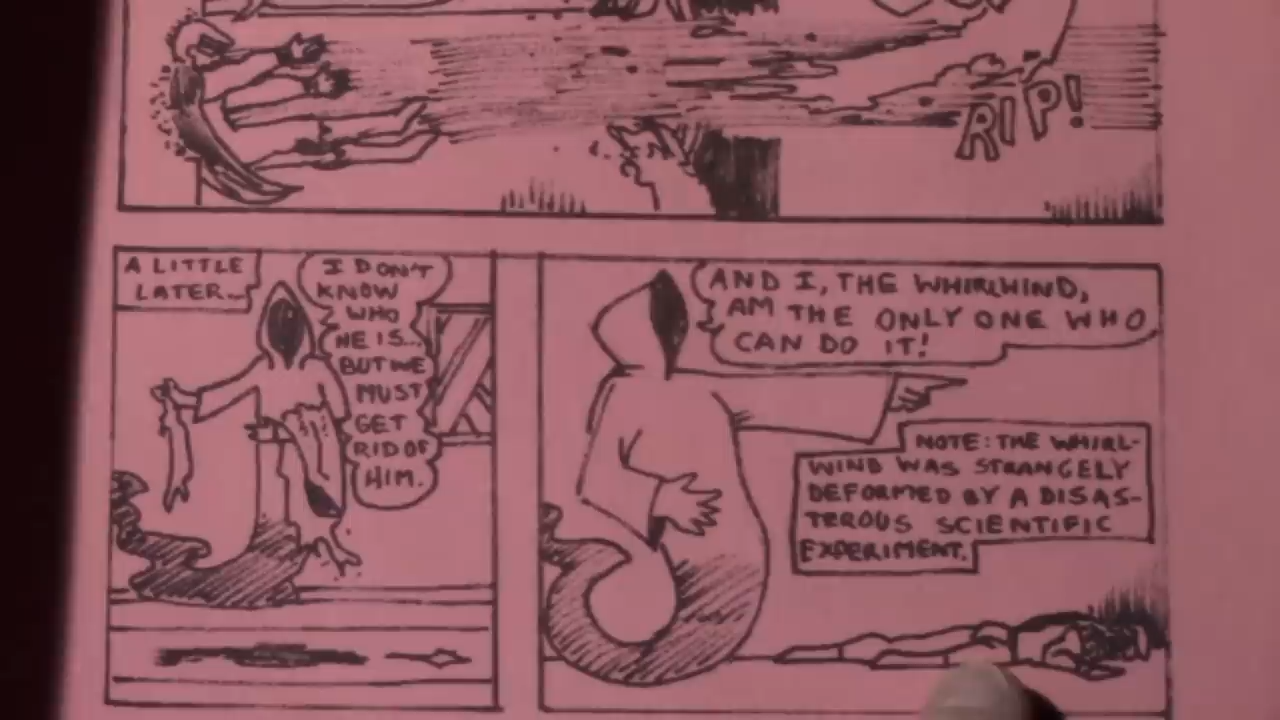 RIP!
A LITTLE
LATER...
I DON'T
KNOW
WHO
HE IS...
BUT WE
MUST
GET
RID OF
HIM.
AND I, THE WHIRLWIND,
AM THE ONLY ONE WHO
CAN DO IT!
NOTE: THE WHIRL-
WIND WAS STRANGELY
DEFORMED BY A DISAS-
TEROUS SCIENTIFIC
EXPERIMENT.